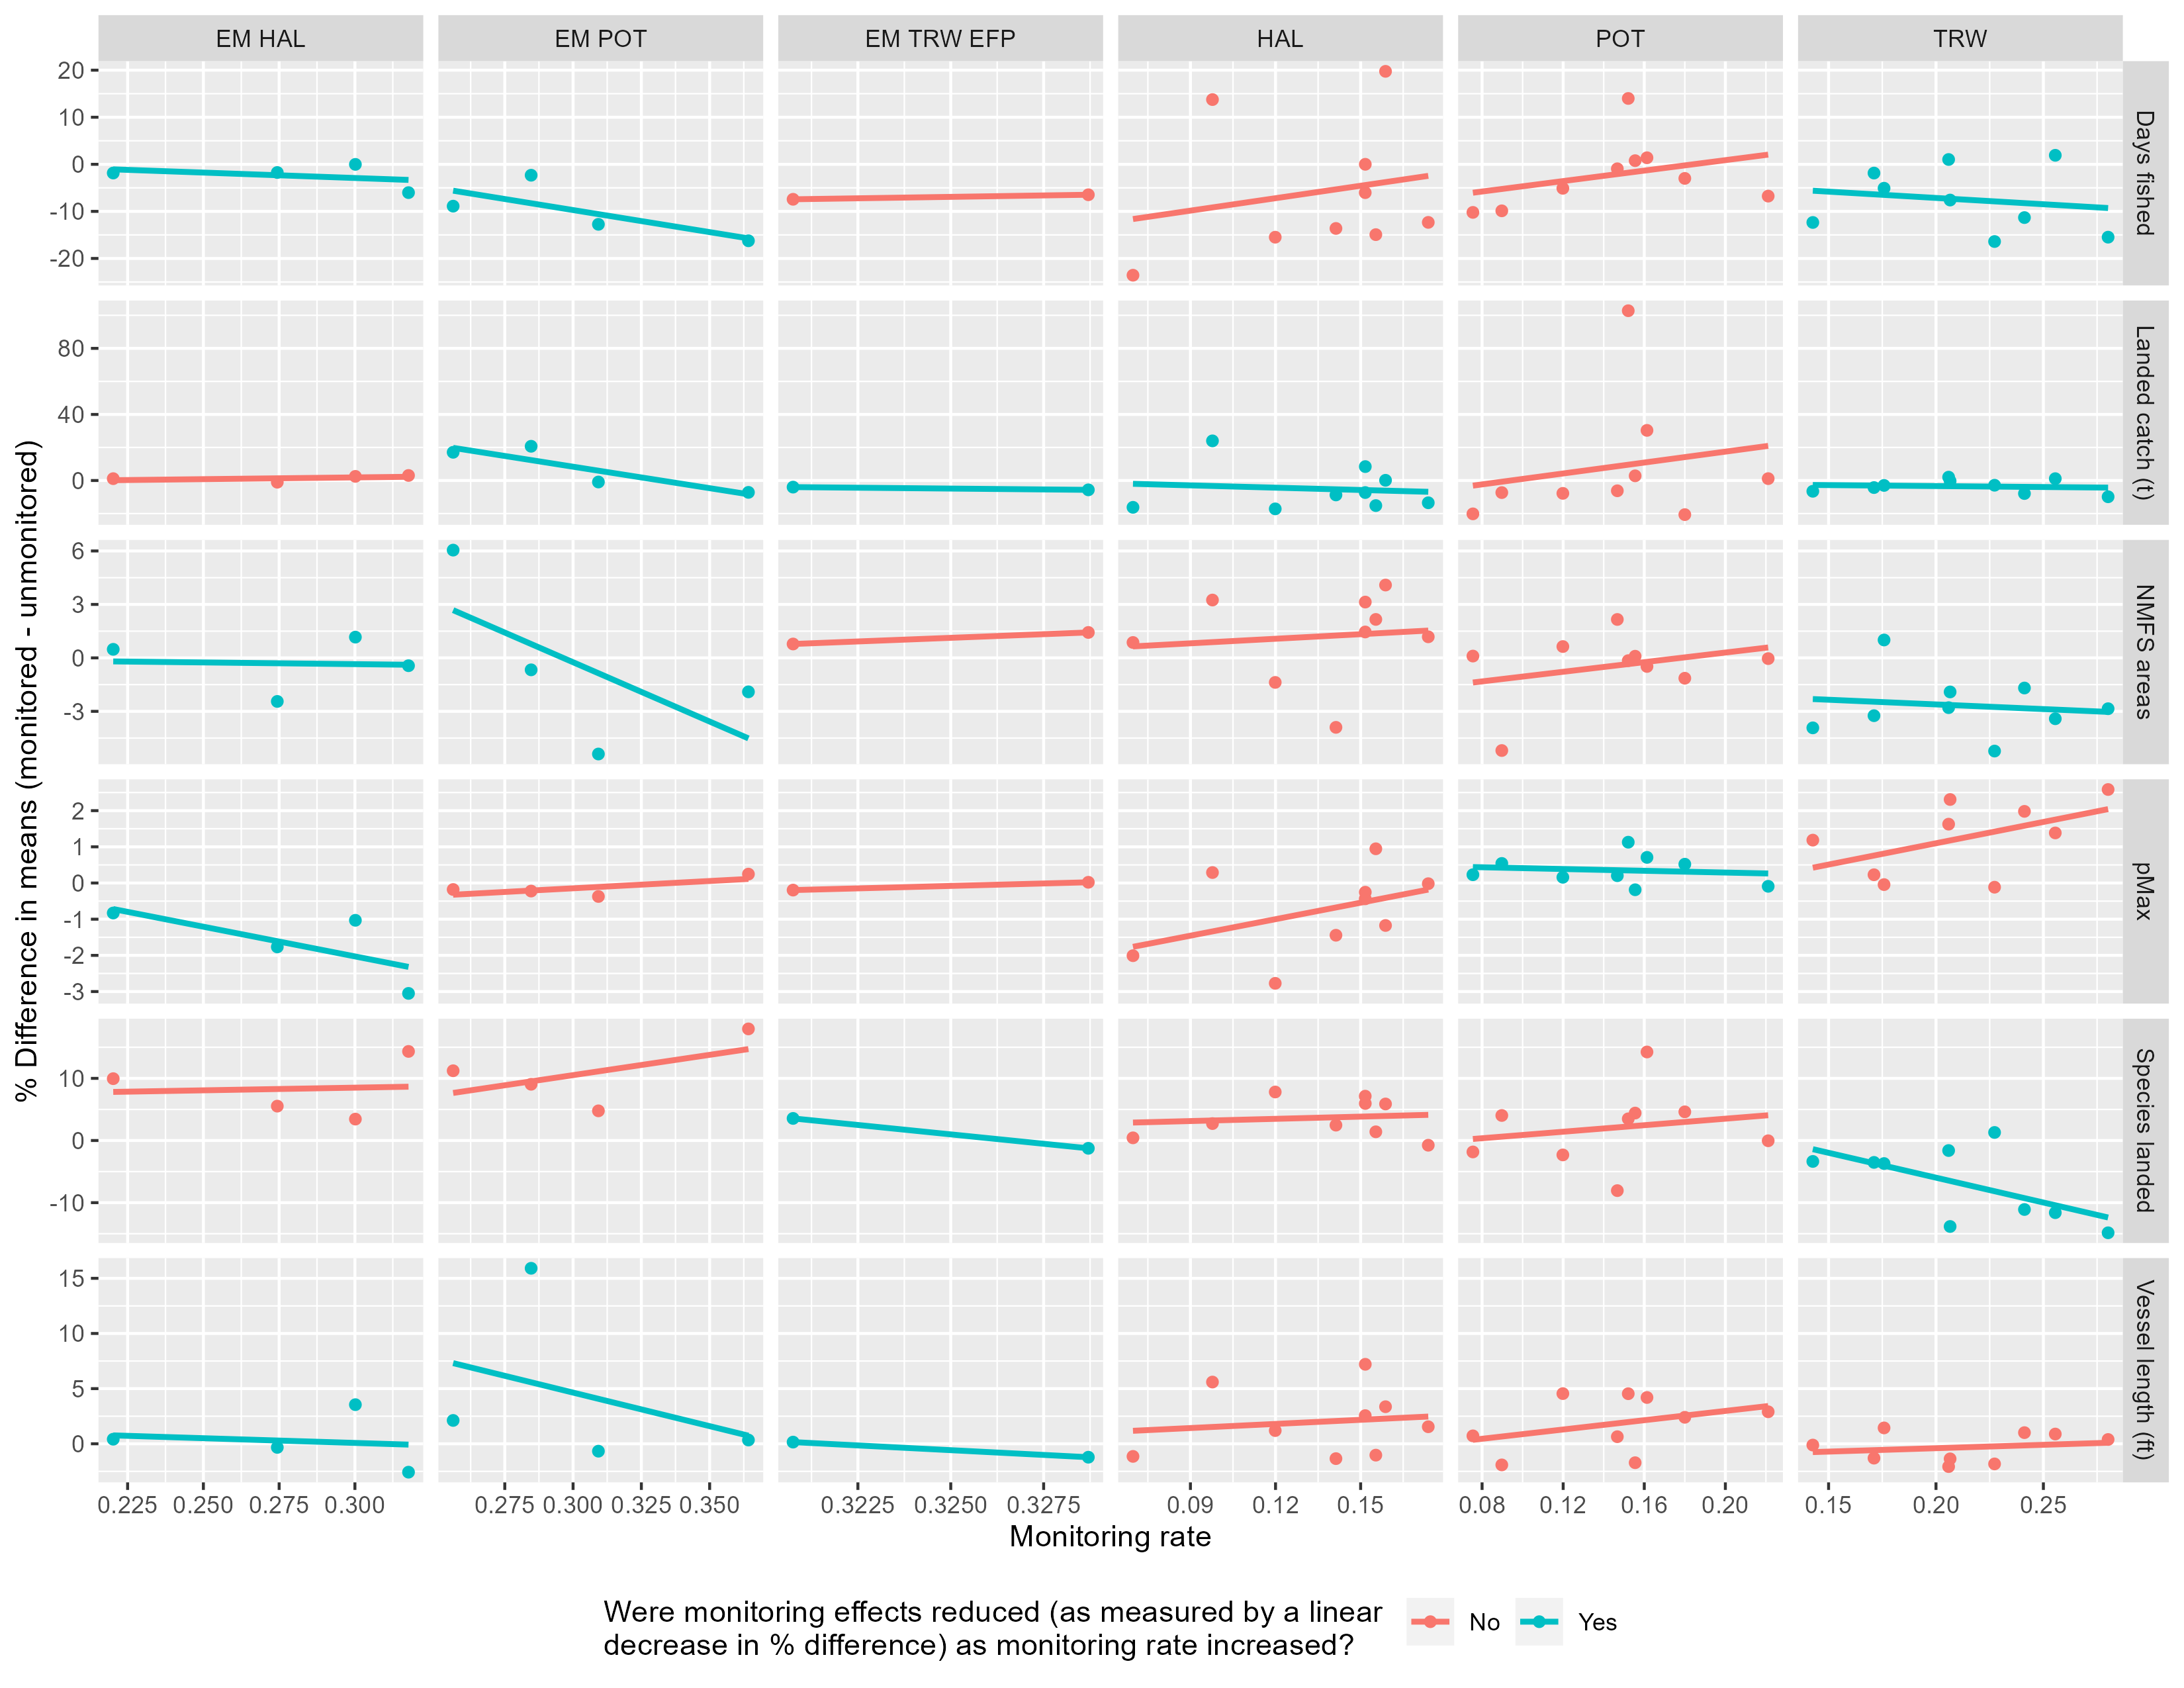 EM HAL EM POT EM TRW EFP HAL POT TRW
20
10
0
-10
-20
Days fished
80
40
0
Landed catch (t)
6
3
0
-3
NMFS areas
2
1
0
-1
-2
-3
pMax
10
0
-10
Species landed
15
10
5
0
Vessel length (ft)
% Difference in means (monitored - unmonitored)
0.225 0.250 0.275 0.300 0.275 0.300 0.325 0.350 0.3225 0.3250 0.3275 0.09 0.12 0.15 0.08 0.12 0.16 0.20 0.15 0.20 0.25
Monitoring rate
Were monitoring effects reduced (as measured by a linear
decrease in % difference) as monitoring rate increased?
No Yes